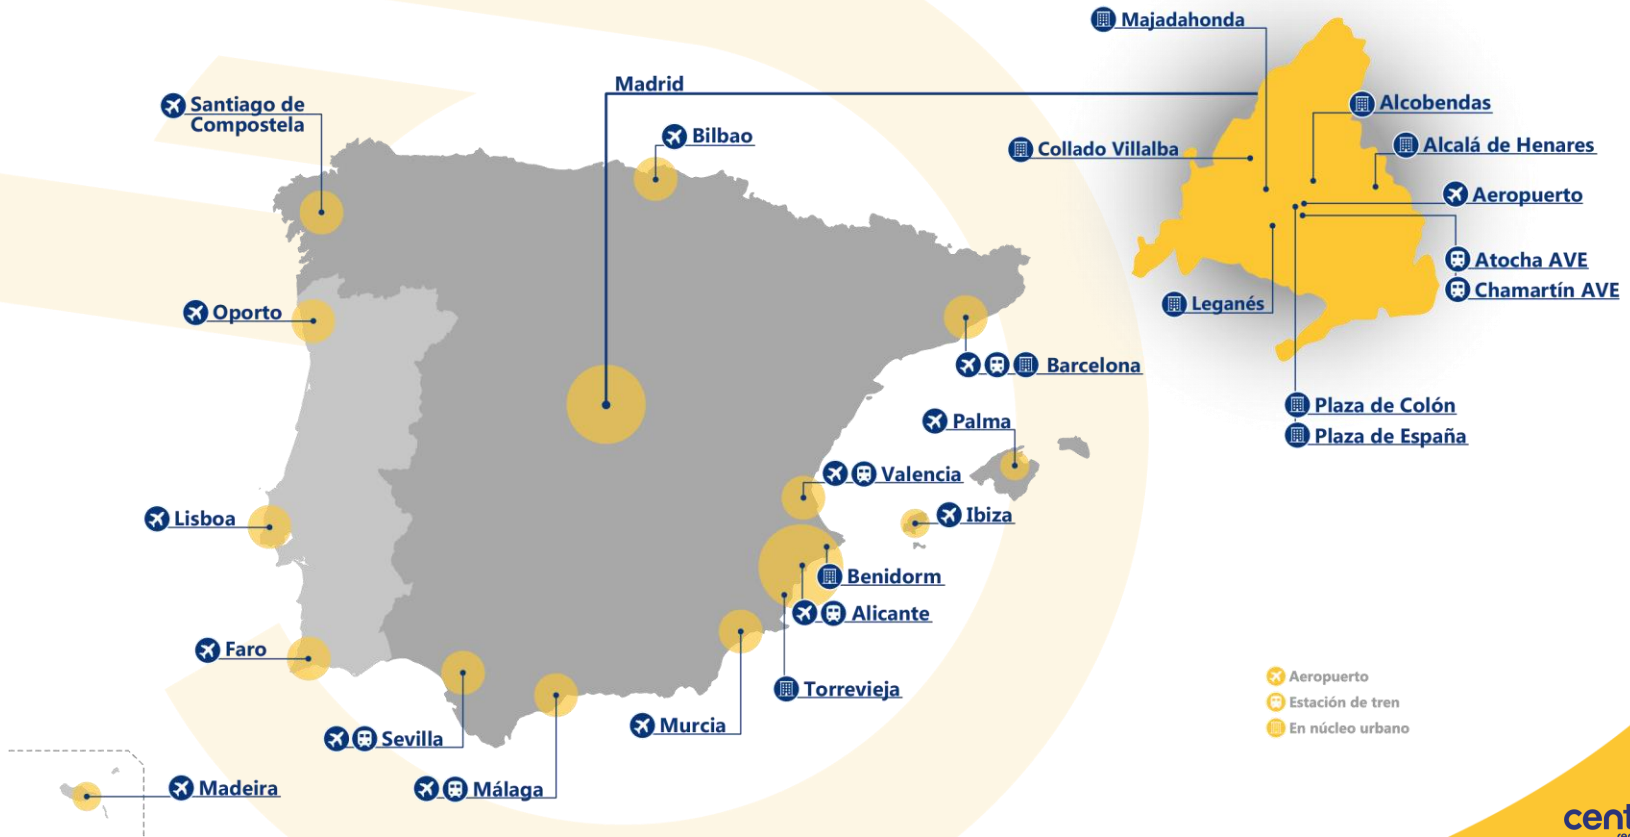 Majadahonda
Madrid
Santiago de
Compostela
Alcobendas
Bilbao
Collado Villalba
Alcalá de Henares
Aeropuerto
Atocha AVE
Chamartín AVE
Leganés
Oporto
Barcelona
Plaza de Colón
Plaza de España
Palma
Valencia
Lisboa
Ibiza
Benidorm
Alicante
Faro
Torrevieja
Murcia
Sevilla
Málaga
Madeira
Aeropuerto
Estación de tren
En núcleo urbano